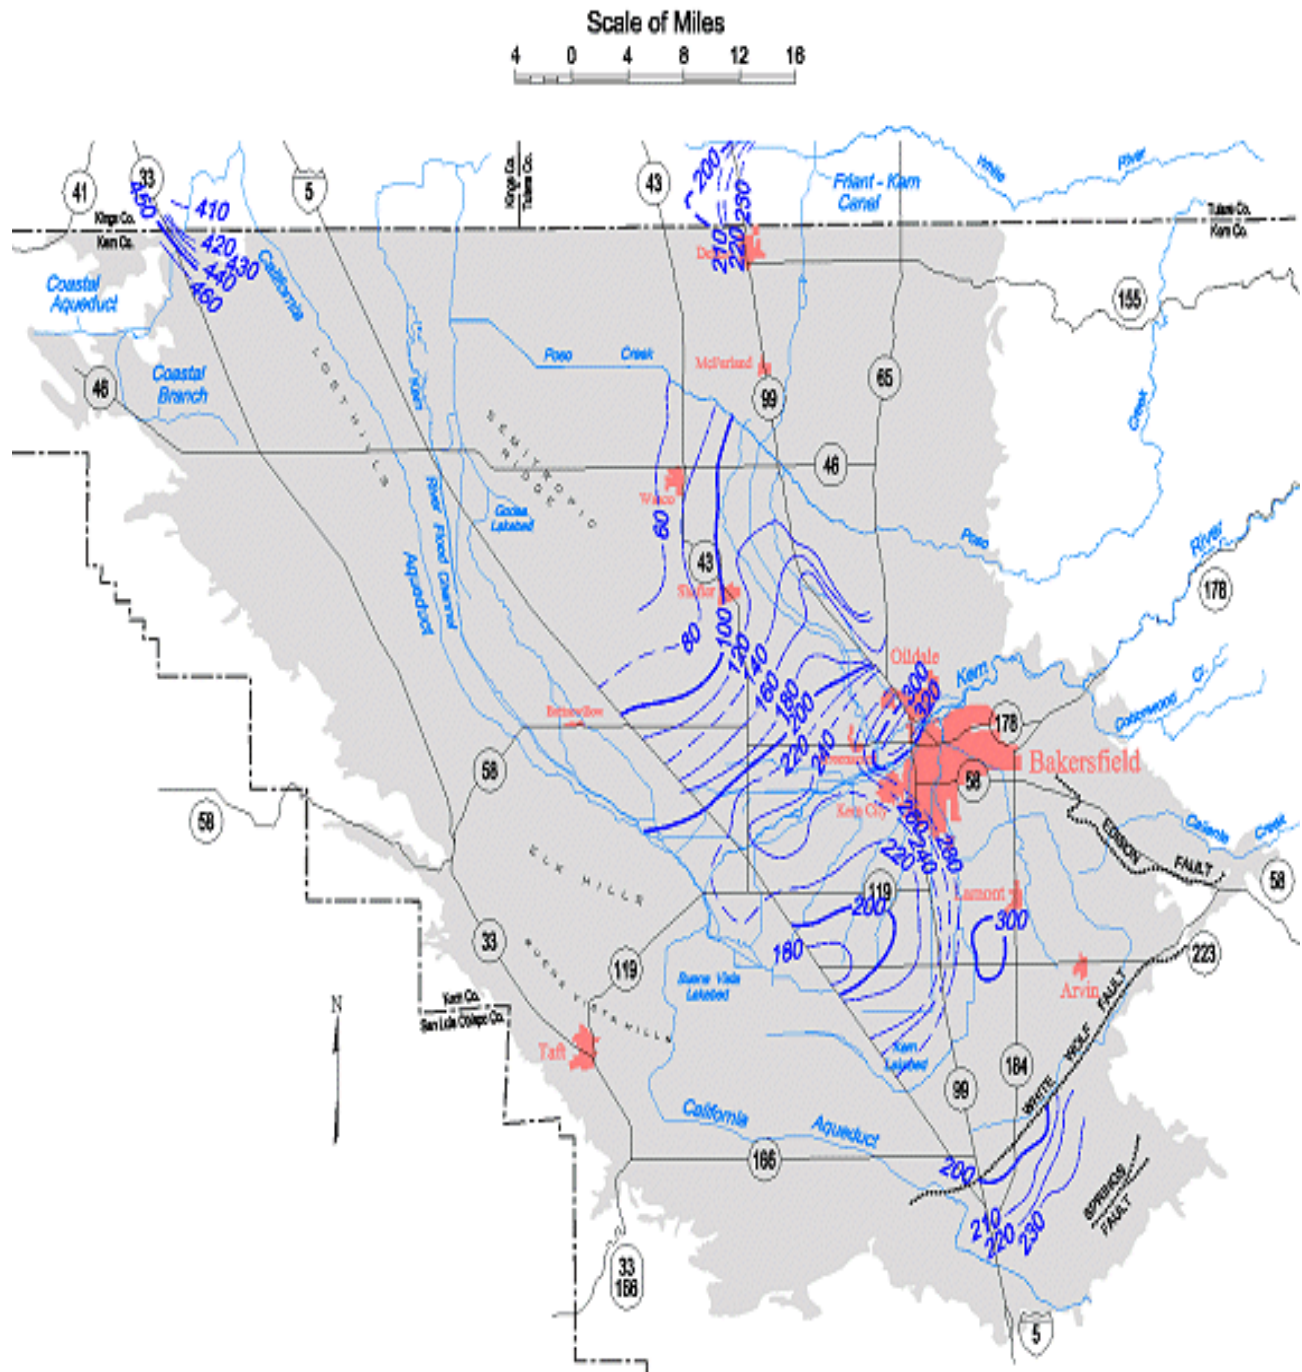 Scale of Miles
4 0 4 8 12 16
41
33
5
Kings Co.
Tulare Co.
43
200
White
River
Friant - Kern
Canal
450
410
230
Kings Co.
Kern Co.
Tulare Co.
Kern Co.
420
430
440
460
California
210
220
Coastal
Aqueduct
155
LOST HILLS
Poso
Creek
McFarland
65
99
46
Coastal
Branch
Kern
Creek
SEMITROPIC
RIDGE
46
Wasco
Goose
Lakebed
60
River Flood Channel
Aqueduct
Poso
River
43
178
Shafter
80
100
120
140
160
180
200
220
240
Oildale
300
320
Kern
Cottonwood Cr.
Buttonwillow
178
58
58
Bakersfield
58
Kern City
260
240
280
220
EDISON
FAULT
Caliente
Creek
58
ELK HILLS
119
200
Lamont
300
33
119
BUENA VISTA HILLS
180
Buena Vista
Lakebed
223
Arvin
N
Kern Co.
San Luis Obispo Co.
Taft
Kern
Lakebed
WHITE WOLF FAULT
184
99
California
Aqueduct
166
200
SPRINGS
FAULT
210
220
230
33
166
5